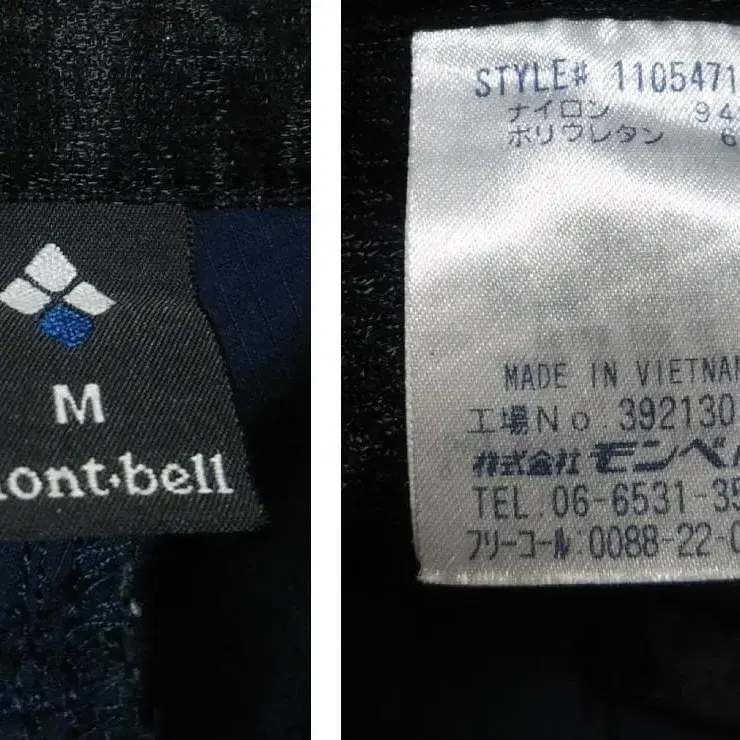 M
mont·bell
STYLE# 1105471
ナイロン 94
ポリウレタン 6
MADE IN VIETNAM
工場No.392130
株式会社モンベル
TEL.06-6531-35
フリーコール:0088-22-0